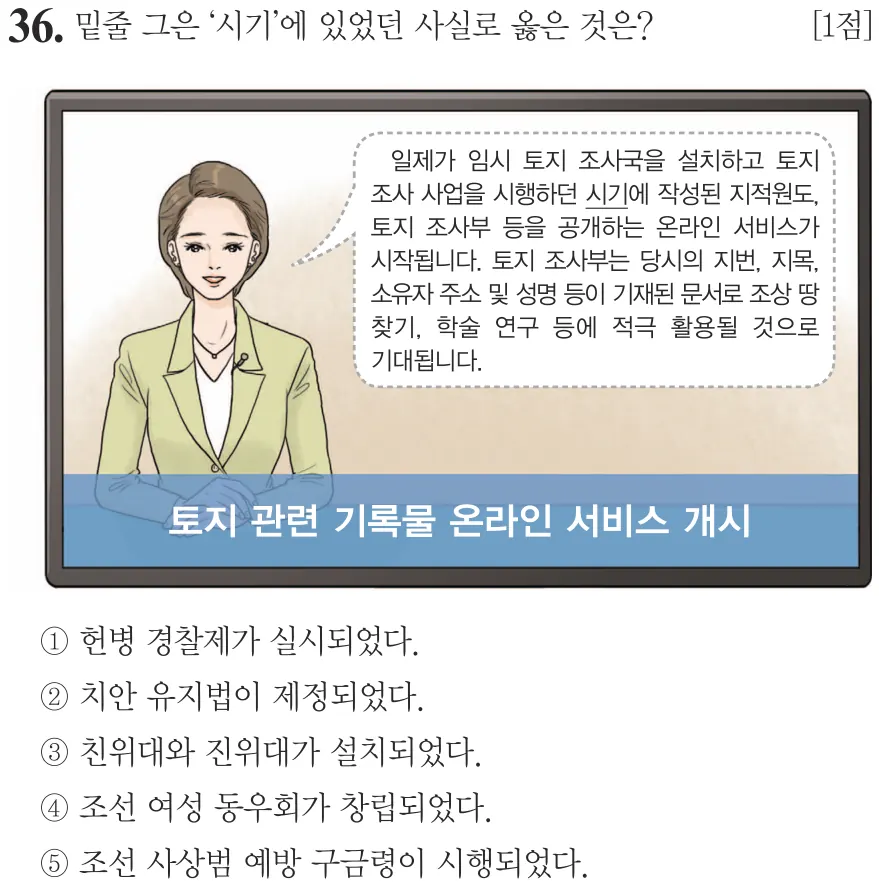 36. 밑줄 그은 ‘시기’에 있었던 사실로 옳은 것은? [1점]
일제가 임시 토지 조사국을 설치하고 토지
조사 사업을 시행하던 시기에 작성된 지적원도,
토지 조사부 등을 공개하는 온라인 서비스가
시작됩니다. 토지 조사부는 당시의 지번, 지목,
소유자 주소 및 성명 등이 기재된 문서로 조상 땅
찾기, 학술 연구 등에 적극 활용될 것으로
기대됩니다.
토지 관련 기록물 온라인 서비스 개시
① 헌병 경찰제가 실시되었다.
② 치안 유지법이 제정되었다.
③ 친위대와 진위대가 설치되었다.
④ 조선 여성 동우회가 창립되었다.
⑤ 조선 사상범 예방 구금령이 시행되었다.